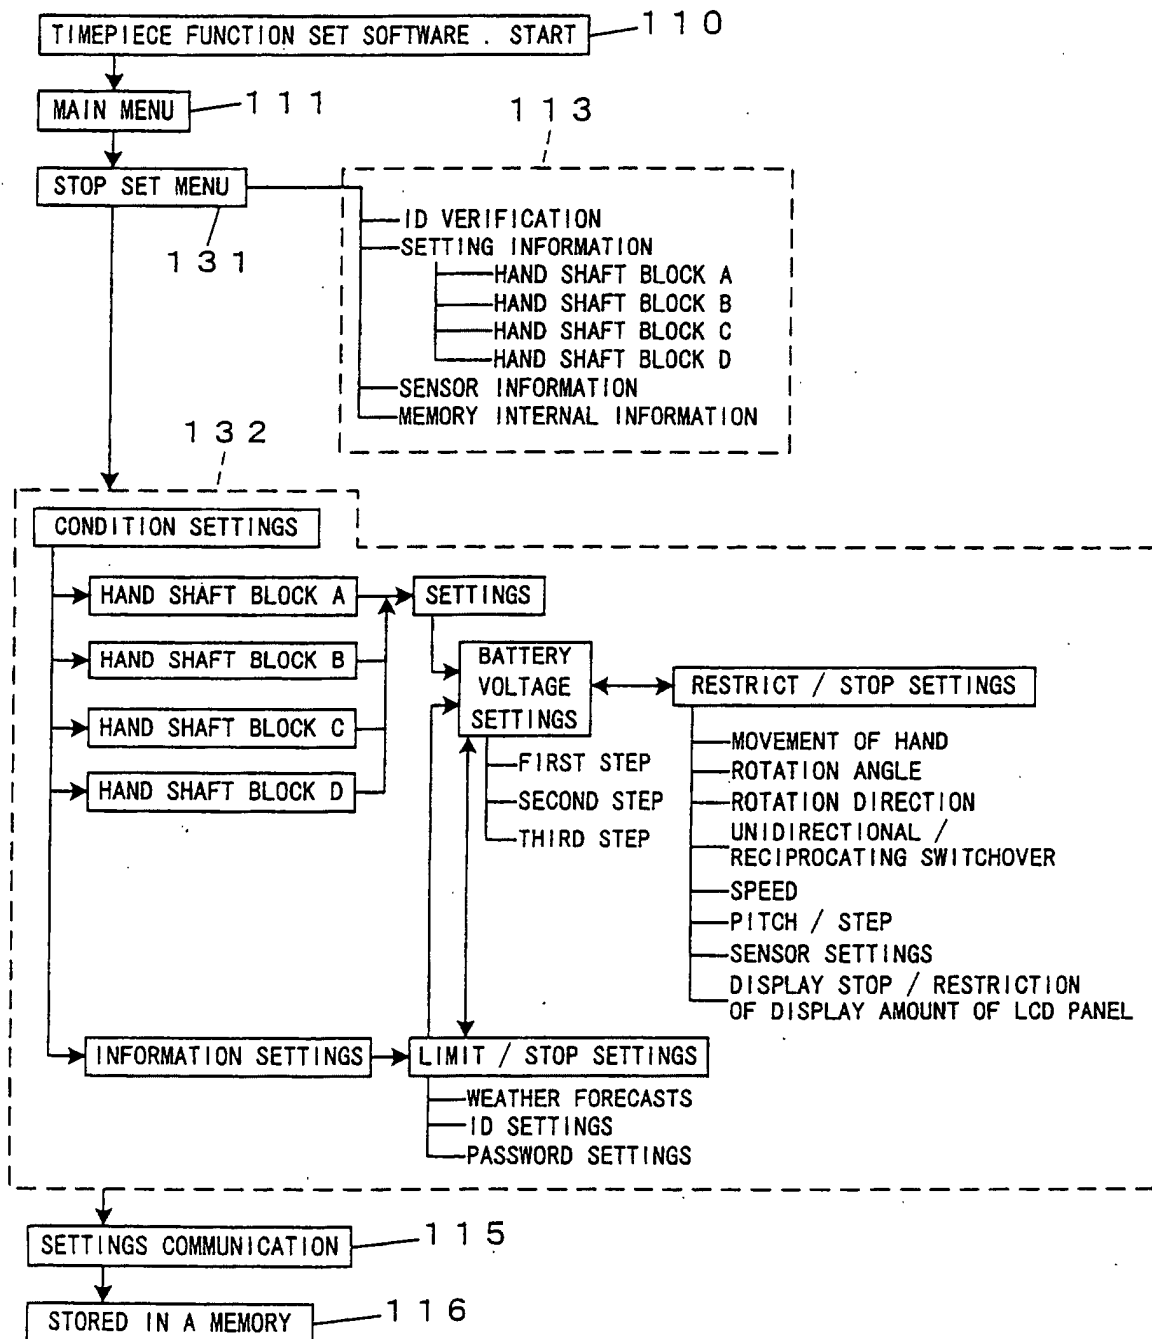 TIMEPIECE FUNCTION SET SOFTWARE . START
110
MAIN MENU
111
113
STOP SET MENU
131
ID VERIFICATION
SETTING INFORMATION
HAND SHAFT BLOCK A
HAND SHAFT BLOCK B
HAND SHAFT BLOCK C
HAND SHAFT BLOCK D
SENSOR INFORMATION
MEMORY INTERNAL INFORMATION
132
CONDITION SETTINGS
HAND SHAFT BLOCK A
HAND SHAFT BLOCK B
HAND SHAFT BLOCK C
HAND SHAFT BLOCK D
SETTINGS
BATTERY
VOLTAGE
SETTINGS
FIRST STEP
SECOND STEP
THIRD STEP
RESTRICT / STOP SETTINGS
MOVEMENT OF HAND
ROTATION ANGLE
ROTATION DIRECTION
UNIDIRECTIONAL /
RECIPROCATING SWITCHOVER
SPEED
PITCH / STEP
SENSOR SETTINGS
DISPLAY STOP / RESTRICTION
OF DISPLAY AMOUNT OF LCD PANEL
INFORMATION SETTINGS
LIMIT / STOP SETTINGS
WEATHER FORECASTS
ID SETTINGS
PASSWORD SETTINGS
SETTINGS COMMUNICATION
115
STORED IN A MEMORY
116